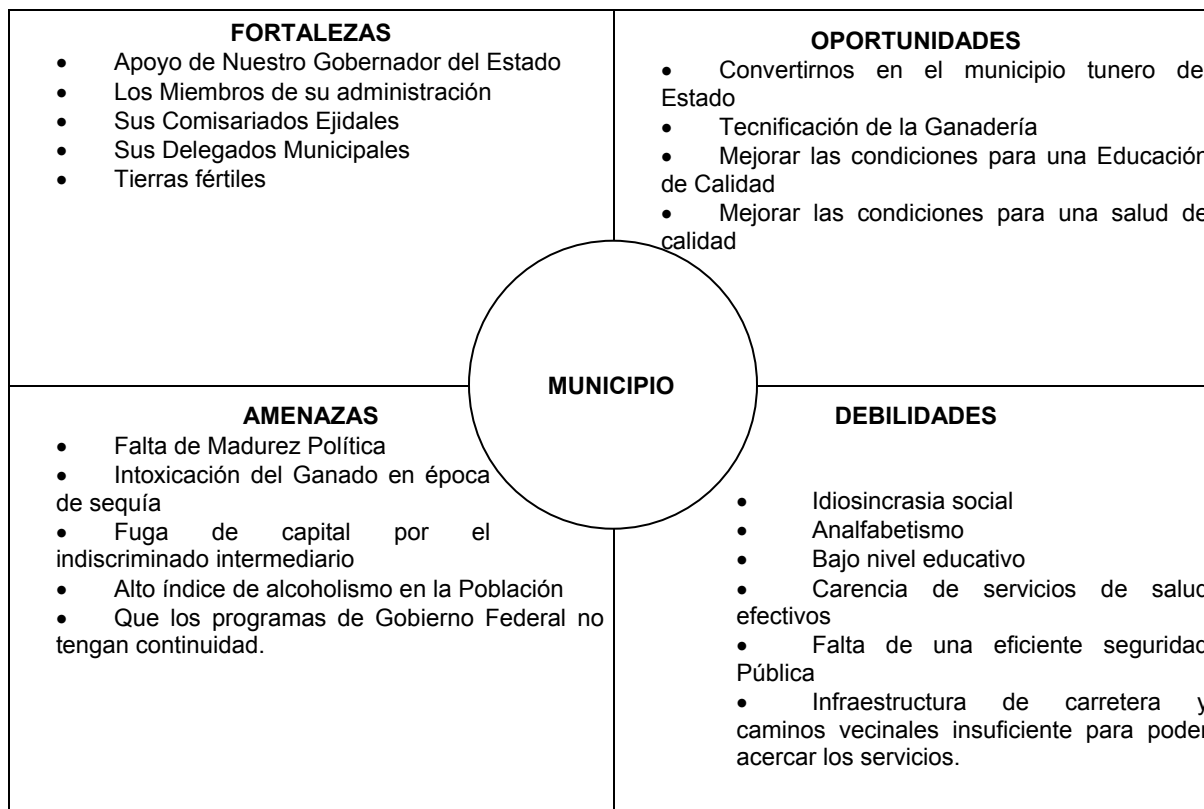 FORTALEZAS
• Apoyo de Nuestro Gobernador del Estado
• Los Miembros de su administración
• Sus Comisariados Ejidales
• Sus Delegados Municipales
• Tierras fértiles
OPORTUNIDADES
• Convertirnos en el municipio tunero de
Estado
• Tecnificación de la Ganadería
• Mejorar las condiciones para una Educación
de Calidad
• Mejorar las condiciones para una salud de
calidad
MUNICIPIO
AMENAZAS
• Falta de Madurez Política
• Intoxicación del Ganado en época
de sequía
• Fuga de capital por el
indiscriminado intermediario
• Alto índice de alcoholismo en la Población
• Que los programas de Gobierno Federal no
tengan continuidad.
DEBILIDADES
• Idiosincrasia social
• Analfabetismo
• Bajo nivel educativo
• Carencia de servicios de salud
efectivos
• Falta de una eficiente seguridad
Pública
• Infraestructura de carretera y
caminos vecinales insuficiente para poder
acercar los servicios.